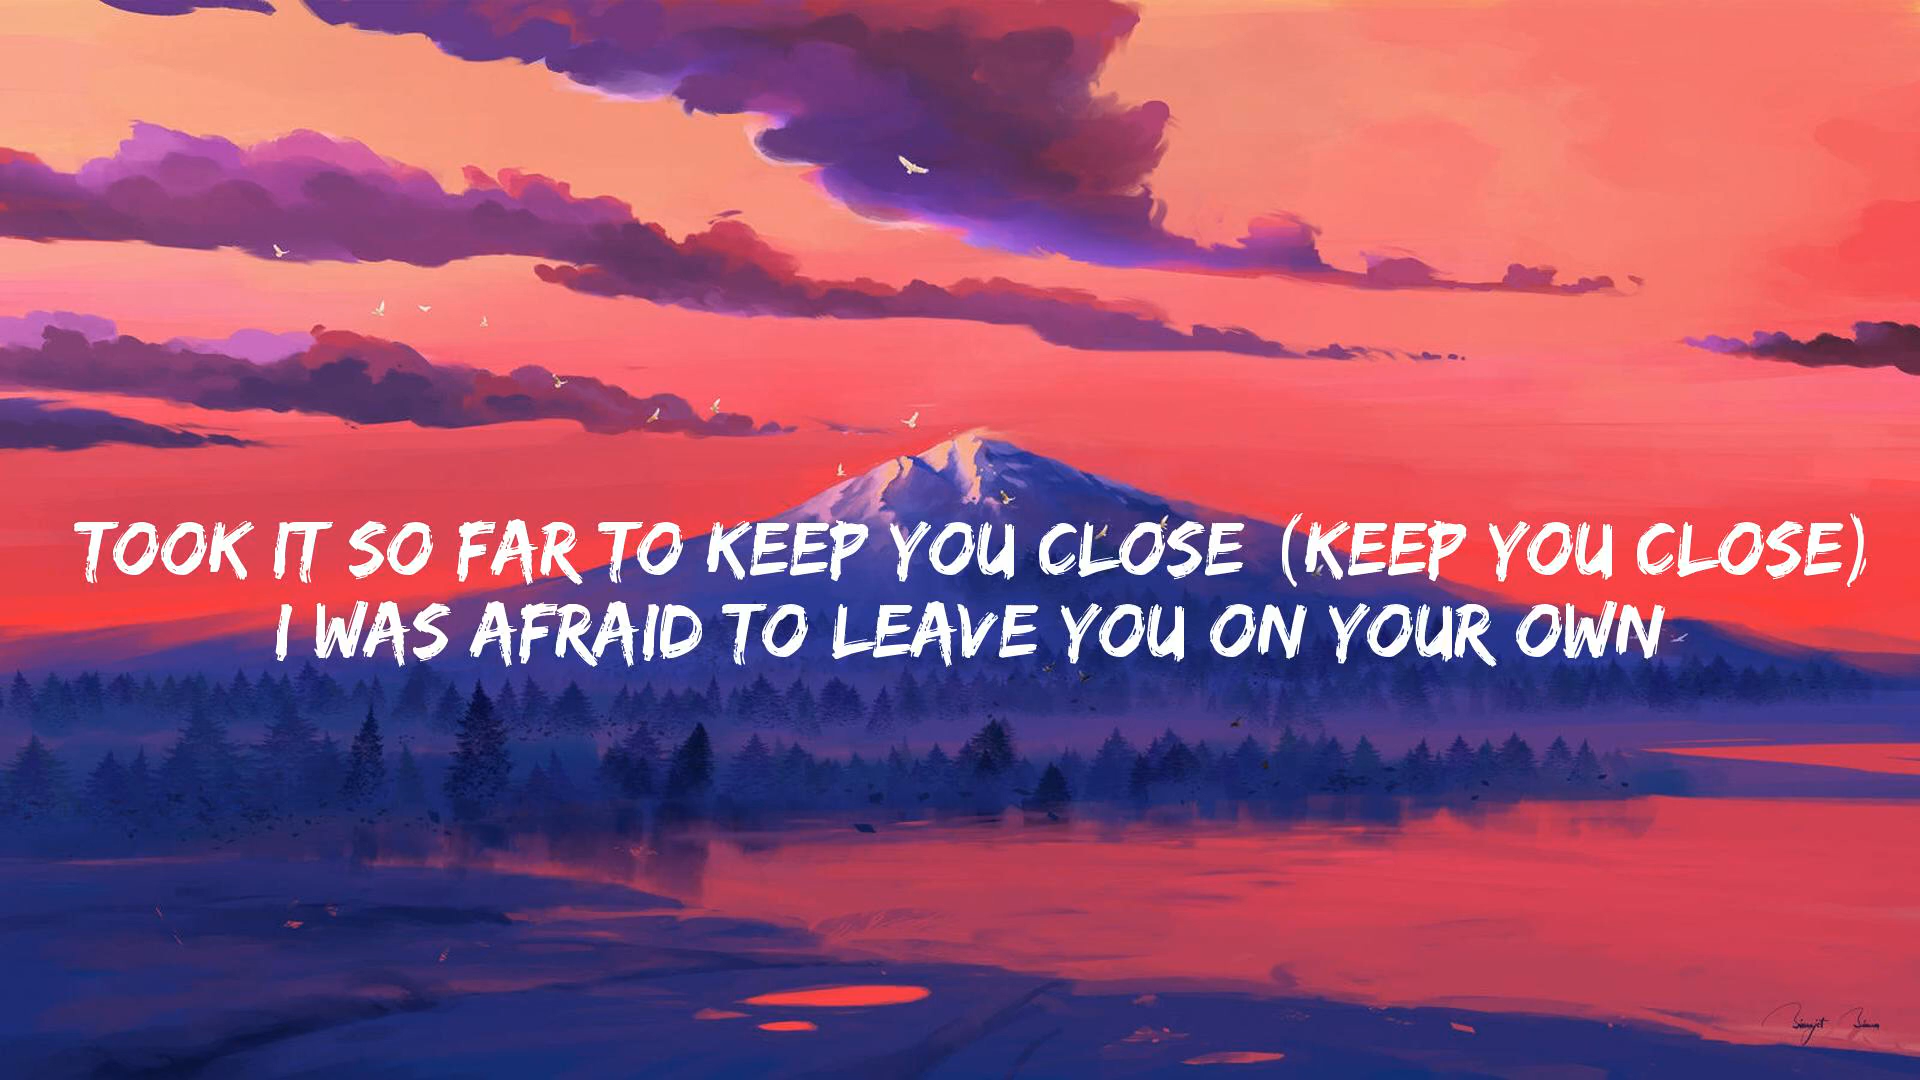 TOOK IT SO FAR TO KEEP YOU CLOSE (KEEP YOU CLOSE)
I WAS AFRAID TO LEAVE YOU ON YOUR OWN